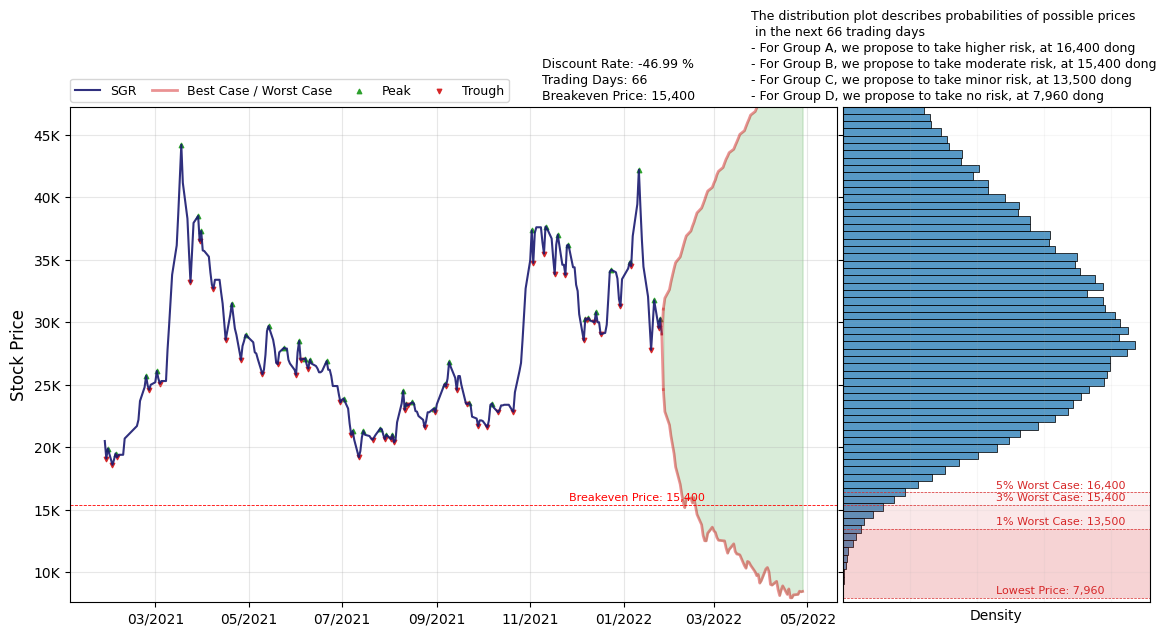 The distribution plot describes probabilities of possible prices
in the next 66 trading days
- For Group A, we propose to take higher risk, at 16,400 dong
- For Group B, we propose to take moderate risk, at 15,400 dong
- For Group C, we propose to take minor risk, at 13,500 dong
- For Group D, we propose to take no risk, at 7,960 dong
Discount Rate: -46.99 %
Trading Days: 66
Breakeven Price: 15,400
SGR
Best Case / Worst Case
Peak
Trough
Stock Price
45K
40K
35K
30K
25K
20K
15K
10K
Breakeven Price: 15,400
03/2021
05/2021
07/2021
09/2021
11/2021
01/2022
03/2022
05/2022
5% Worst Case: 16,400
3% Worst Case: 15,400
1% Worst Case: 13,500
Lowest Price: 7,960
Density